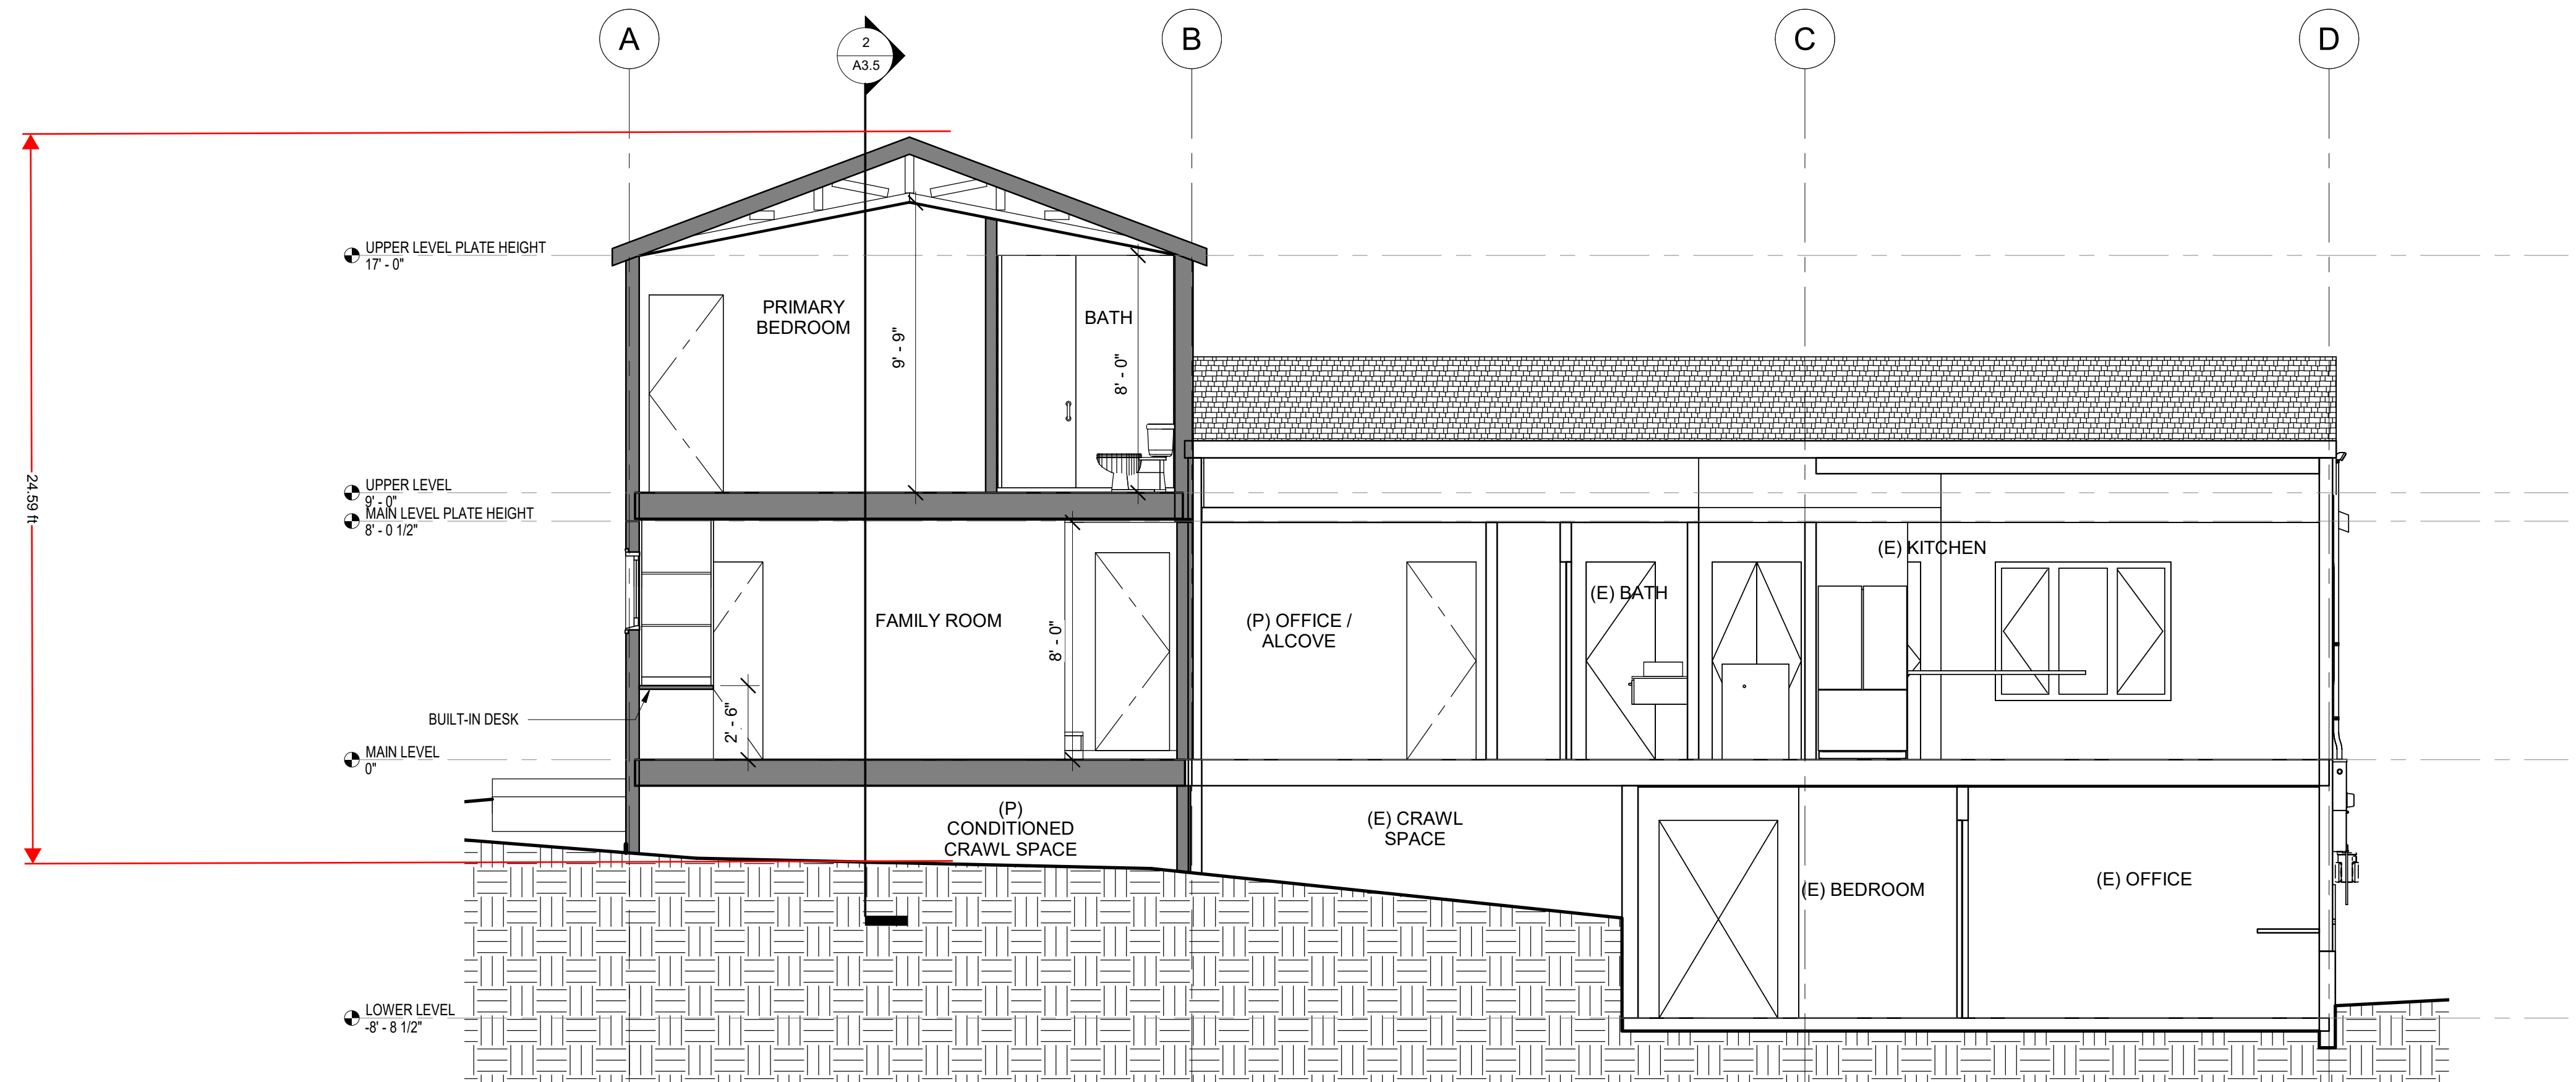 A
2
A3.5
B
C
D
UPPER LEVEL PLATE HEIGHT
17' - 0"
PRIMARY
BEDROOM
BATH
9' - 9"
8' - 0"
24.59 ft
UPPER LEVEL
9' - 0"
MAIN LEVEL PLATE HEIGHT
8' - 0 1/2"
(E) KITCHEN
(E) BATH
FAMILY ROOM
8' - 0"
(P) OFFICE /
ALCOVE
BUILT-IN DESK
2' - 6"
MAIN LEVEL
0"
(P)
CONDITIONED
CRAWL SPACE
(E) CRAWL
SPACE
(E) BEDROOM
(E) OFFICE
LOWER LEVEL
-8' - 8 1/2"